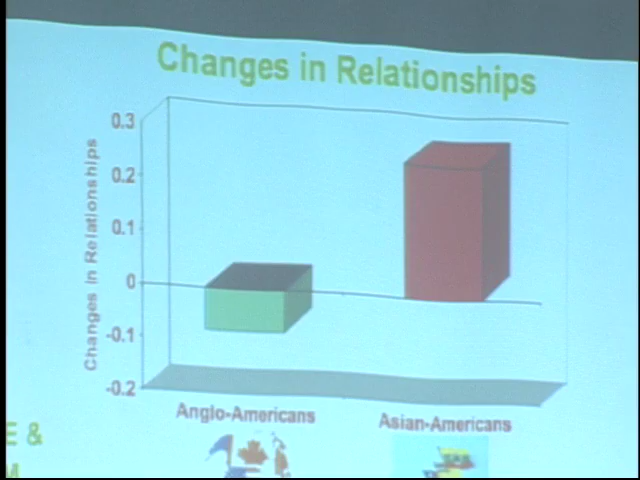 Changes in Relationships
0.3
0.2
0.1
0
-0.1
-0.2
Changes in Relationships
Anglo-Americans
Asian-Americans
E &
M